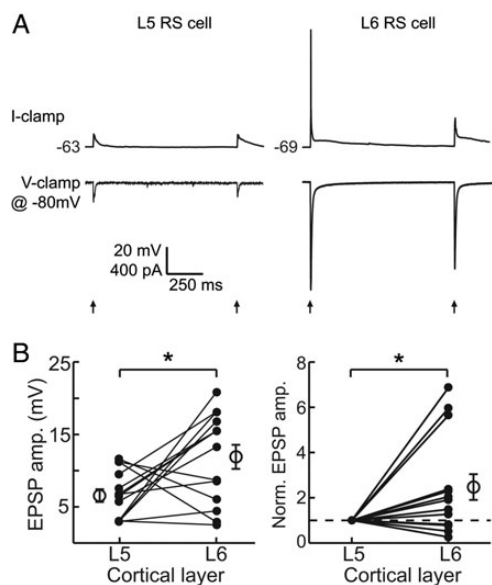 A
L5 RS cell
L6 RS cell
I-clamp
-63
-69
V-clamp
@ -80mV
20 mV
400 pA
250 ms
B
25
*
15
5
EPSP amp. (mV)
L5
L6
Cortical layer
8
*
6
4
2
0
Norm. EPSP amp.
L5
L6
Cortical layer